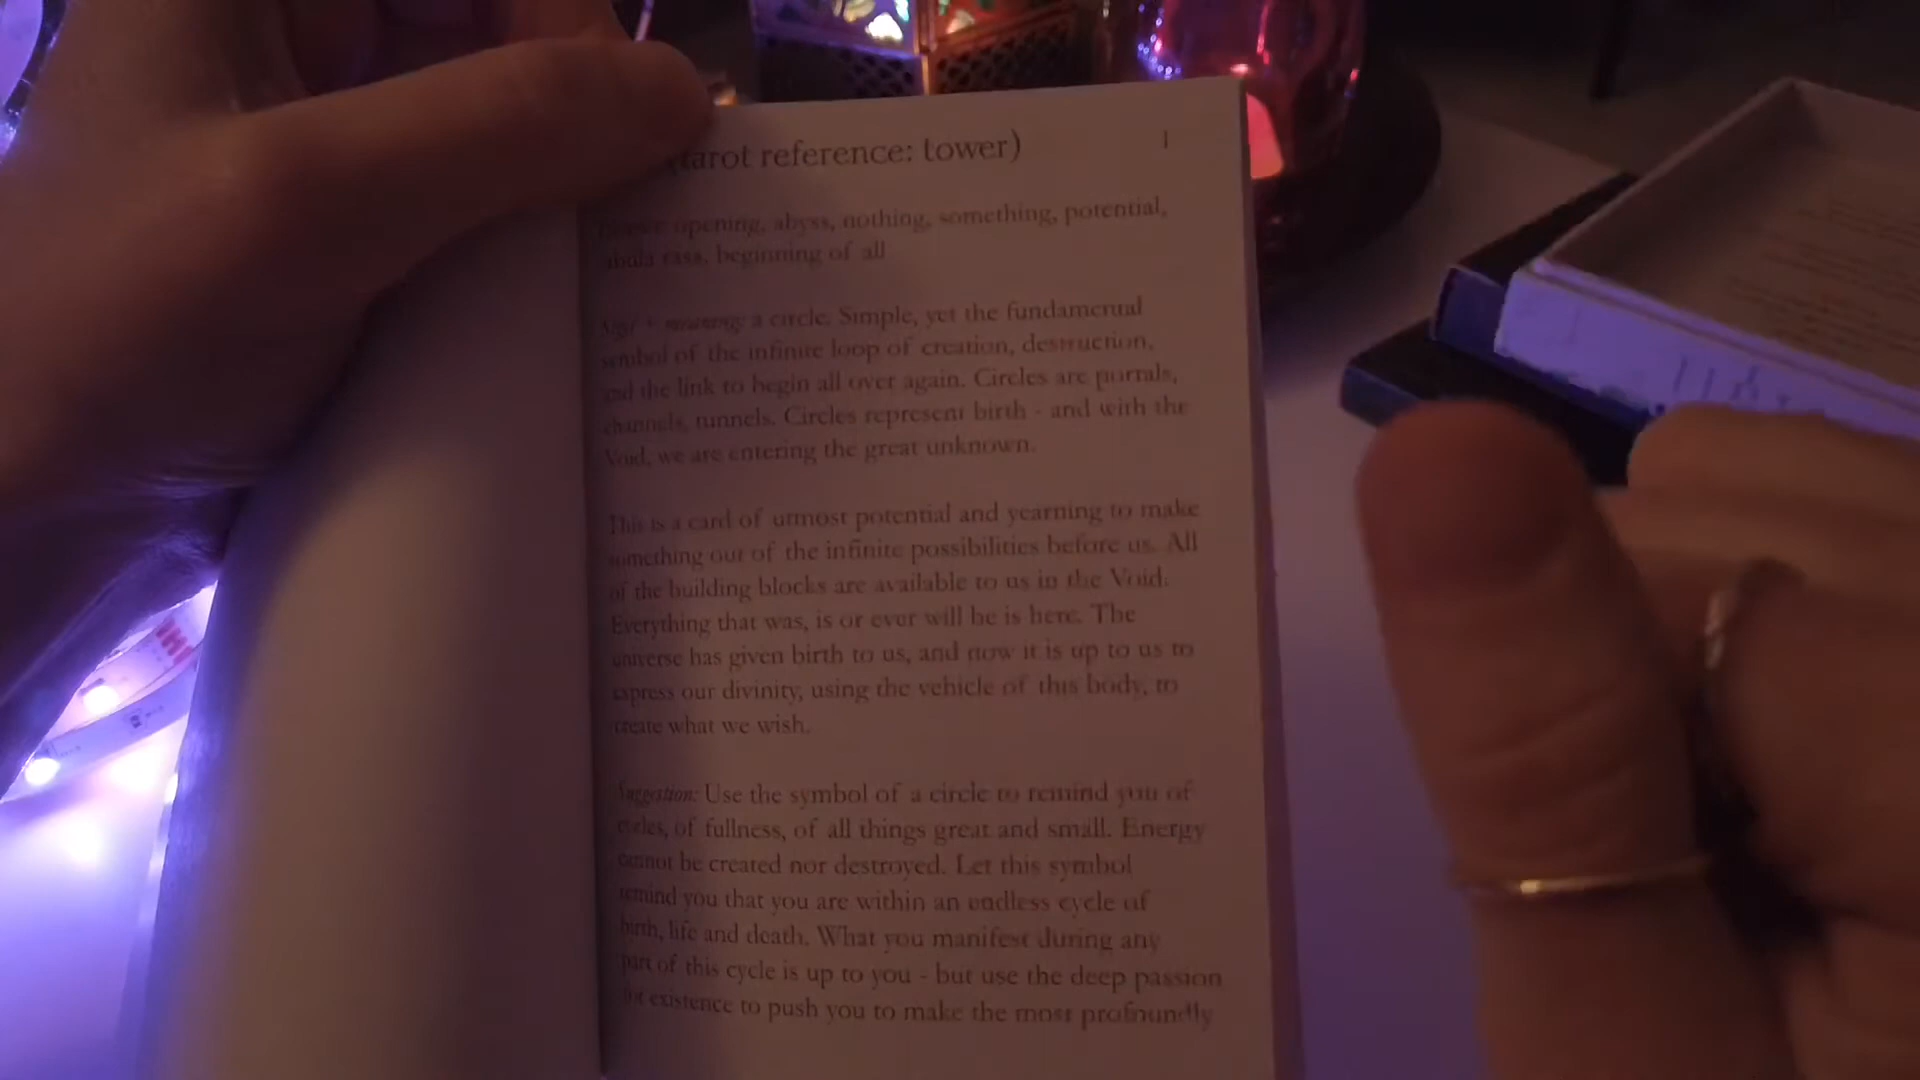 (tarot reference: tower) 1
opening, abyss, nothing, something, potential,
rasa, beginning of all
meaning: a circle. Simple, yet the fundamental
symbol of the infinite loop of creation, destruction,
and the link to begin all over again. Circles are portals,
channels, tunnels. Circles represent birth - and with the
Void, we are entering the great unknown.
This is a card of utmost potential and yearning to make
something out of the infinite possibilities before us. All
of the building blocks are available to us in the Void.
Everything that was, is or ever will be is here. The
universe has given birth to us, and now it is up to us to
express our divinity, using the vehicle of this body, to
create what we wish.
Suggestion: Use the symbol of a circle to remind you of
cycles, of fullness, of all things great and small. Energy
cannot be created nor destroyed. Let this symbol
remind you that you are within an endless cycle of
birth, life and death. What you manifest during any
part of this cycle is up to you - but use the deep passion
for existence to push you to make the most profoundly